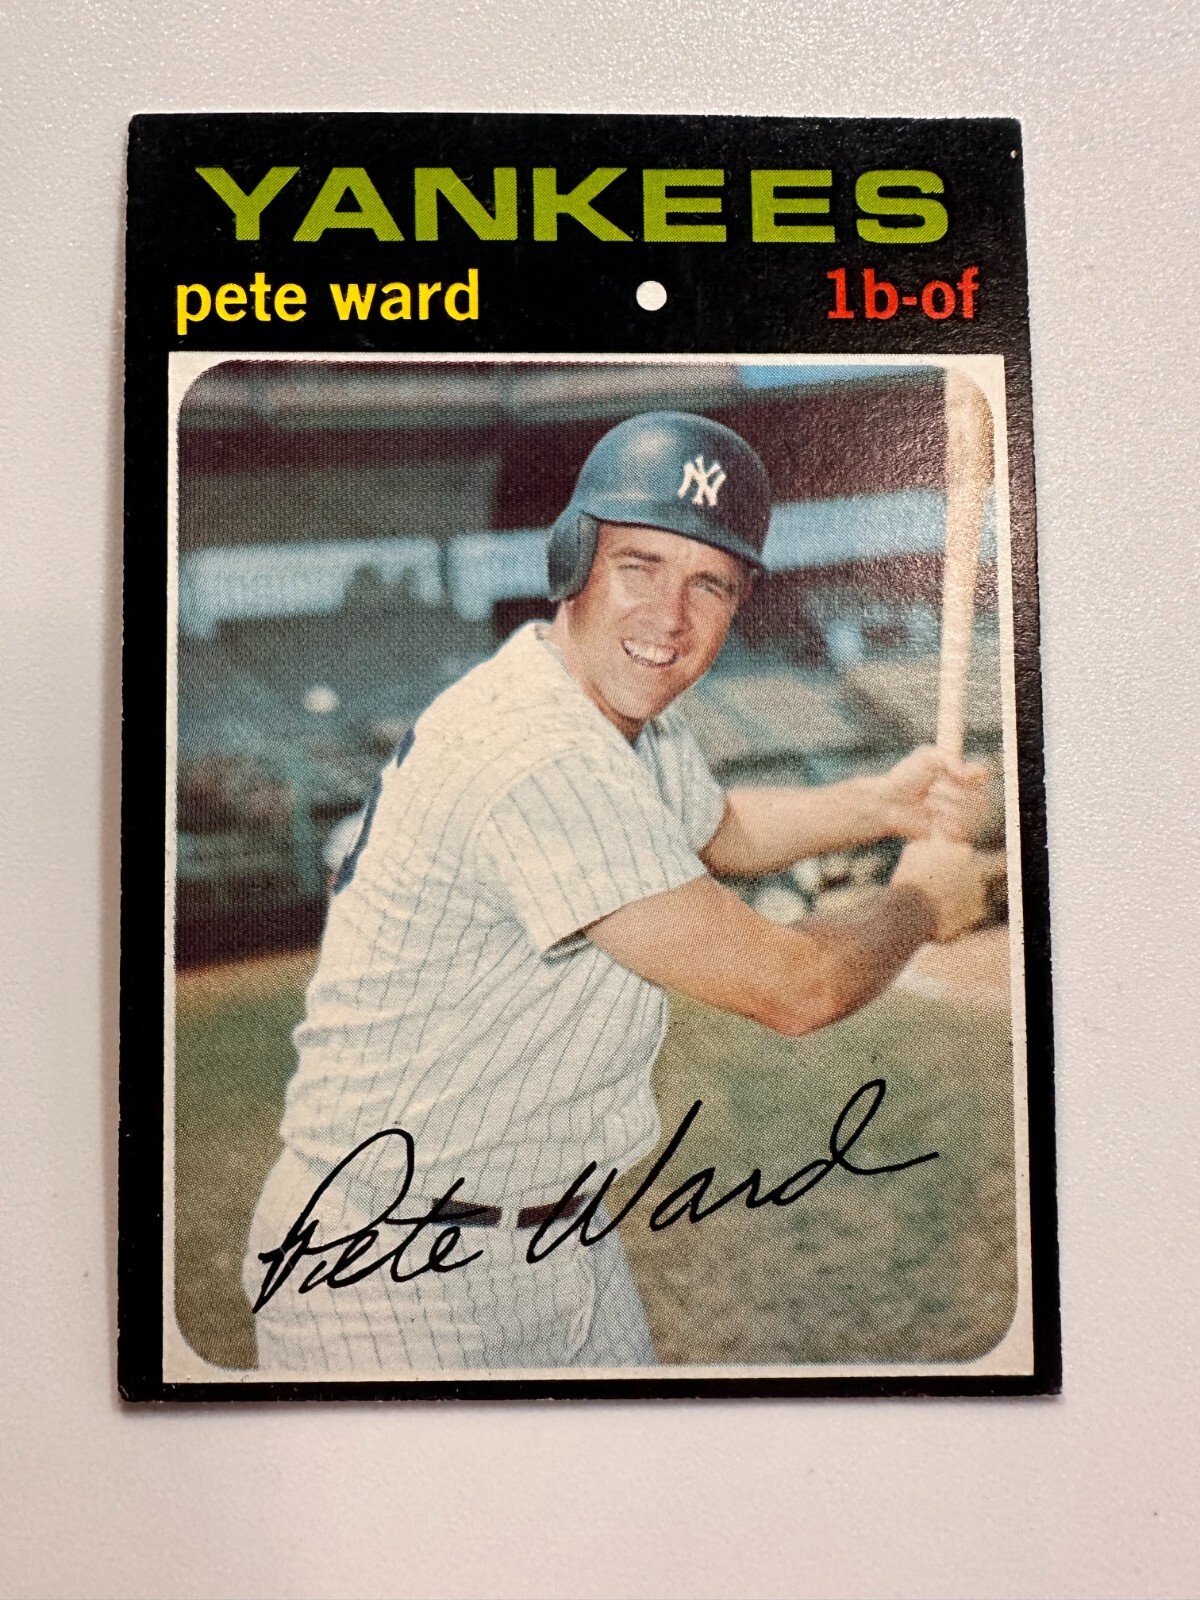 YANKEES
pete ward 1b-of
NY
Pete Ward